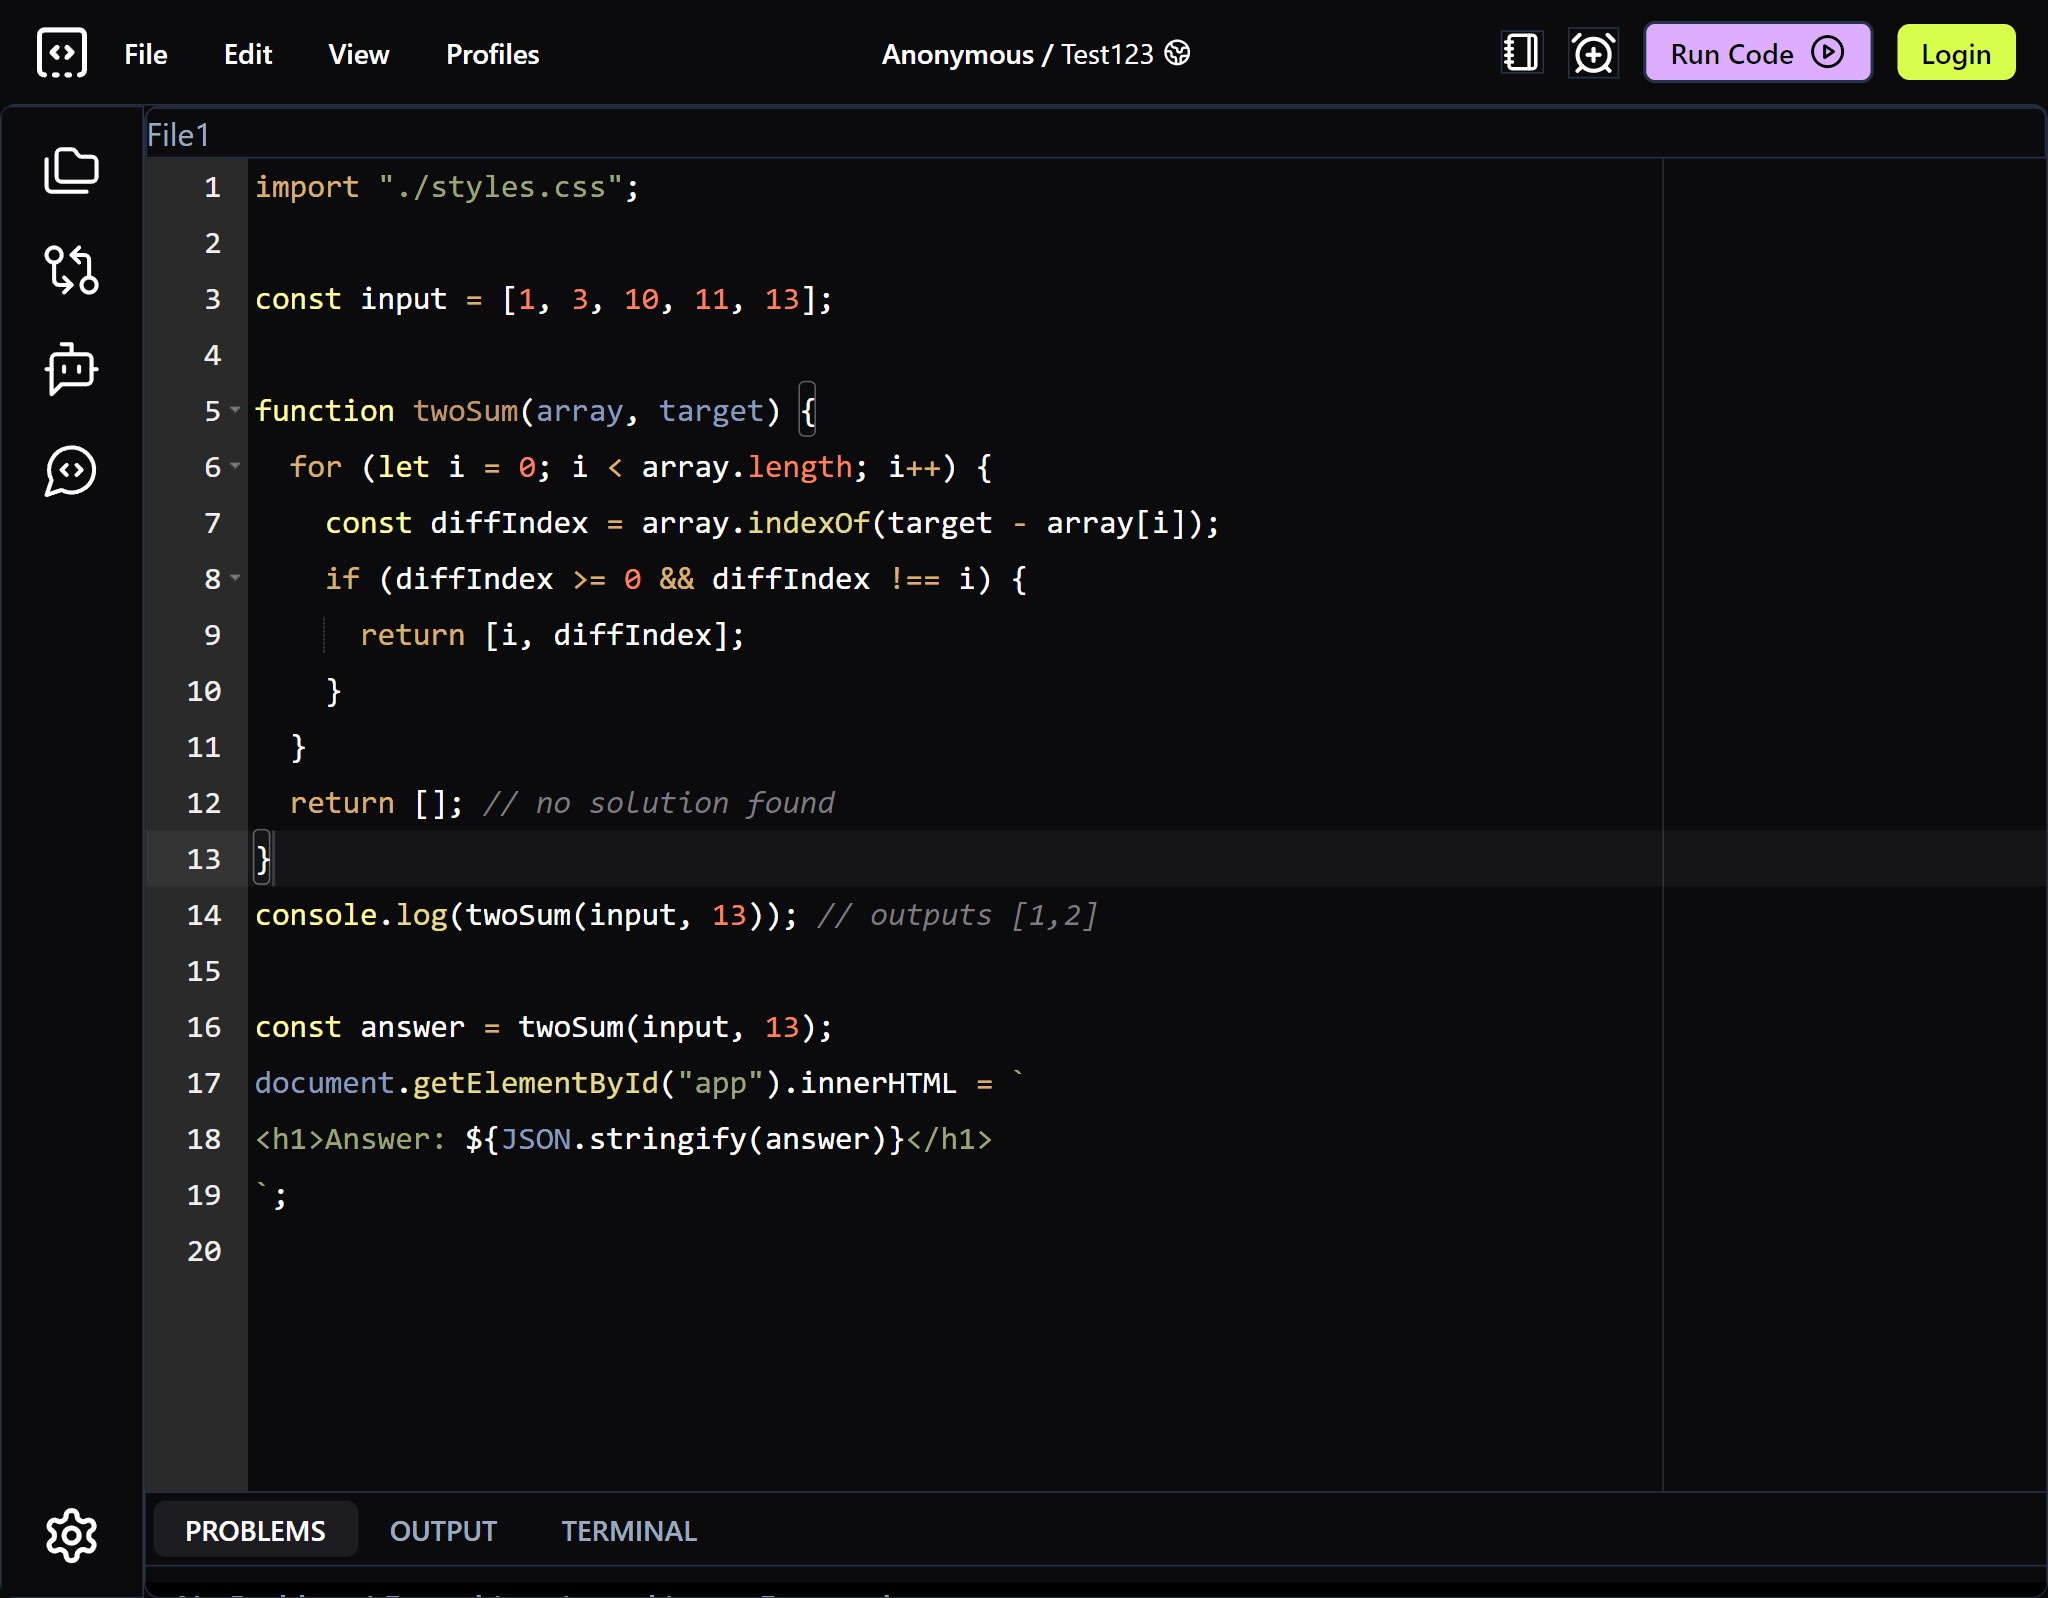 File Edit View Profiles Anonymous / Test123 Run Code Login
File1
1 import "./styles.css";
2
3 const input = [1, 3, 10, 11, 13];
4
5 function twoSum(array, target) {
6   for (let i = 0; i < array.length; i++) {
7     const diffIndex = array.indexOf(target - array[i]);
8     if (diffIndex >= 0 && diffIndex !== i) {
9       return [i, diffIndex];
10     }
11   }
12   return []; // no solution found
13 }
14 console.log(twoSum(input, 13)); // outputs [1,2]
15
16 const answer = twoSum(input, 13);
17 document.getElementById("app").innerHTML = `
18 <h1>Answer: ${JSON.stringify(answer)}</h1>
19 `;
20
PROBLEMS OUTPUT TERMINAL